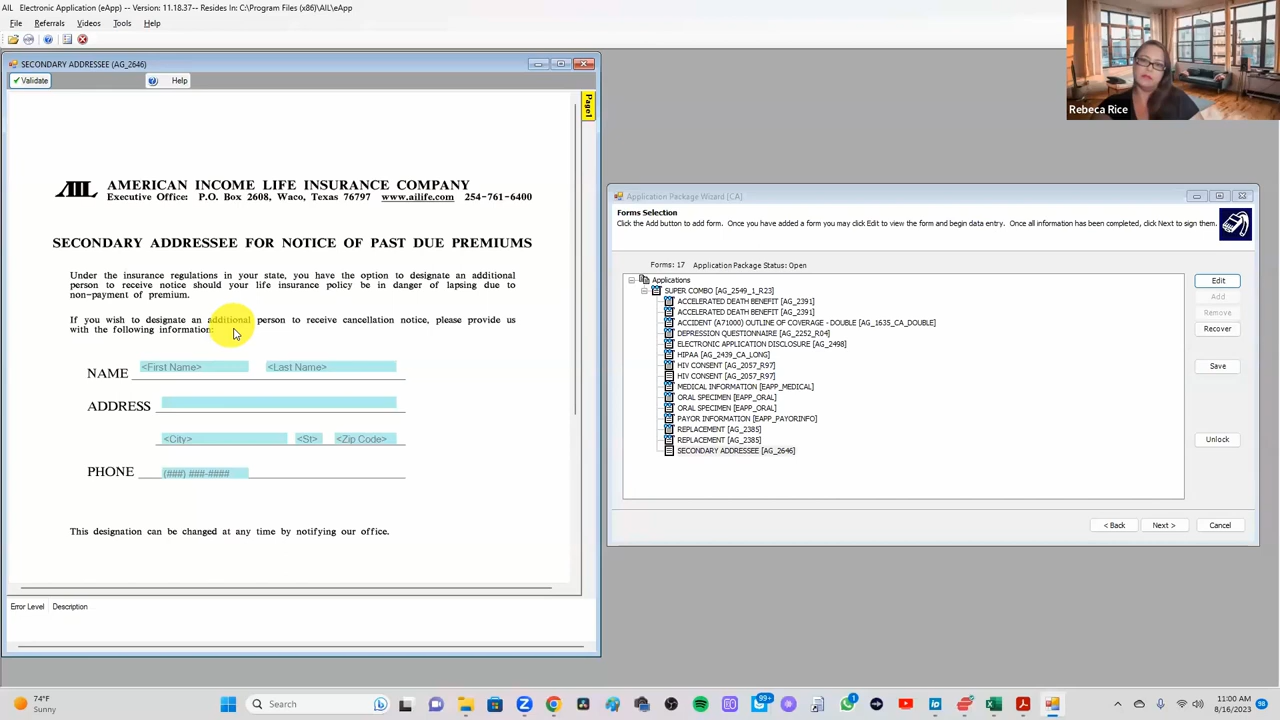 AIL Electronic Application (eApp) -- Version: 11.18.37-- Resides In: C:\Program Files (x86)\AIL\eApp
File Referrals Videos Tools Help
SECONDARY ADDRESSEE (AG_2646)
Validate Help
Page1
AIL AMERICAN INCOME LIFE INSURANCE COMPANY
Executive Office: P.O. Box 2608, Waco, Texas 76797 www.ailife.com 254-761-6400
SECONDARY ADDRESSEE FOR NOTICE OF PAST DUE PREMIUMS
Under the insurance regulations in your state, you have the option to designate an additional
person to receive notice should your life insurance policy be in danger of lapsing due to
non-payment of premium.
If you wish to designate an additional person to receive cancellation notice, please provide us
with the following information:
NAME <First Name> <Last Name>
ADDRESS
<City> <St> <Zip Code>
PHONE (###) ###-####
This designation can be changed at any time by notifying our office.
Error Level Description
Rebeca Rice
Application Package Wizard [CA]
Forms Selection
Click the Add button to add form. Once you have added a form you may click Edit to view the form and begin data entry. Once all information has been completed, click Next to sign them.
Forms: 17 Application Package Status: Open
Applications
SUPER COMBO [AG_2549_1_R23]
ACCELERATED DEATH BENEFIT [AG_2391]
ACCELERATED DEATH BENEFIT [AG_2391]
ACCIDENT (A71000) OUTLINE OF COVERAGE - DOUBLE [AG_1635_CA_DOUBLE]
DEPRESSION QUESTIONNAIRE [AG_2252_R04]
ELECTRONIC APPLICATION DISCLOSURE [AG_2498]
HIPAA [AG_2439_CA_LONG]
HIV CONSENT [AG_2057_R97]
HIV CONSENT [AG_2057_R97]
MEDICAL INFORMATION [EAPP_MEDICAL]
ORAL SPECIMEN [EAPP_ORAL]
ORAL SPECIMEN [EAPP_ORAL]
PAYOR INFORMATION [EAPP_PAYORINFO]
REPLACEMENT [AG_2385]
REPLACEMENT [AG_2385]
SECONDARY ADDRESSEE [AG_2646]
Edit
Add
Remove
Recover
Save
Unlock
< Back Next > Cancel
74°F
Sunny
Search
99+
1
11:00 AM
8/16/2023
98